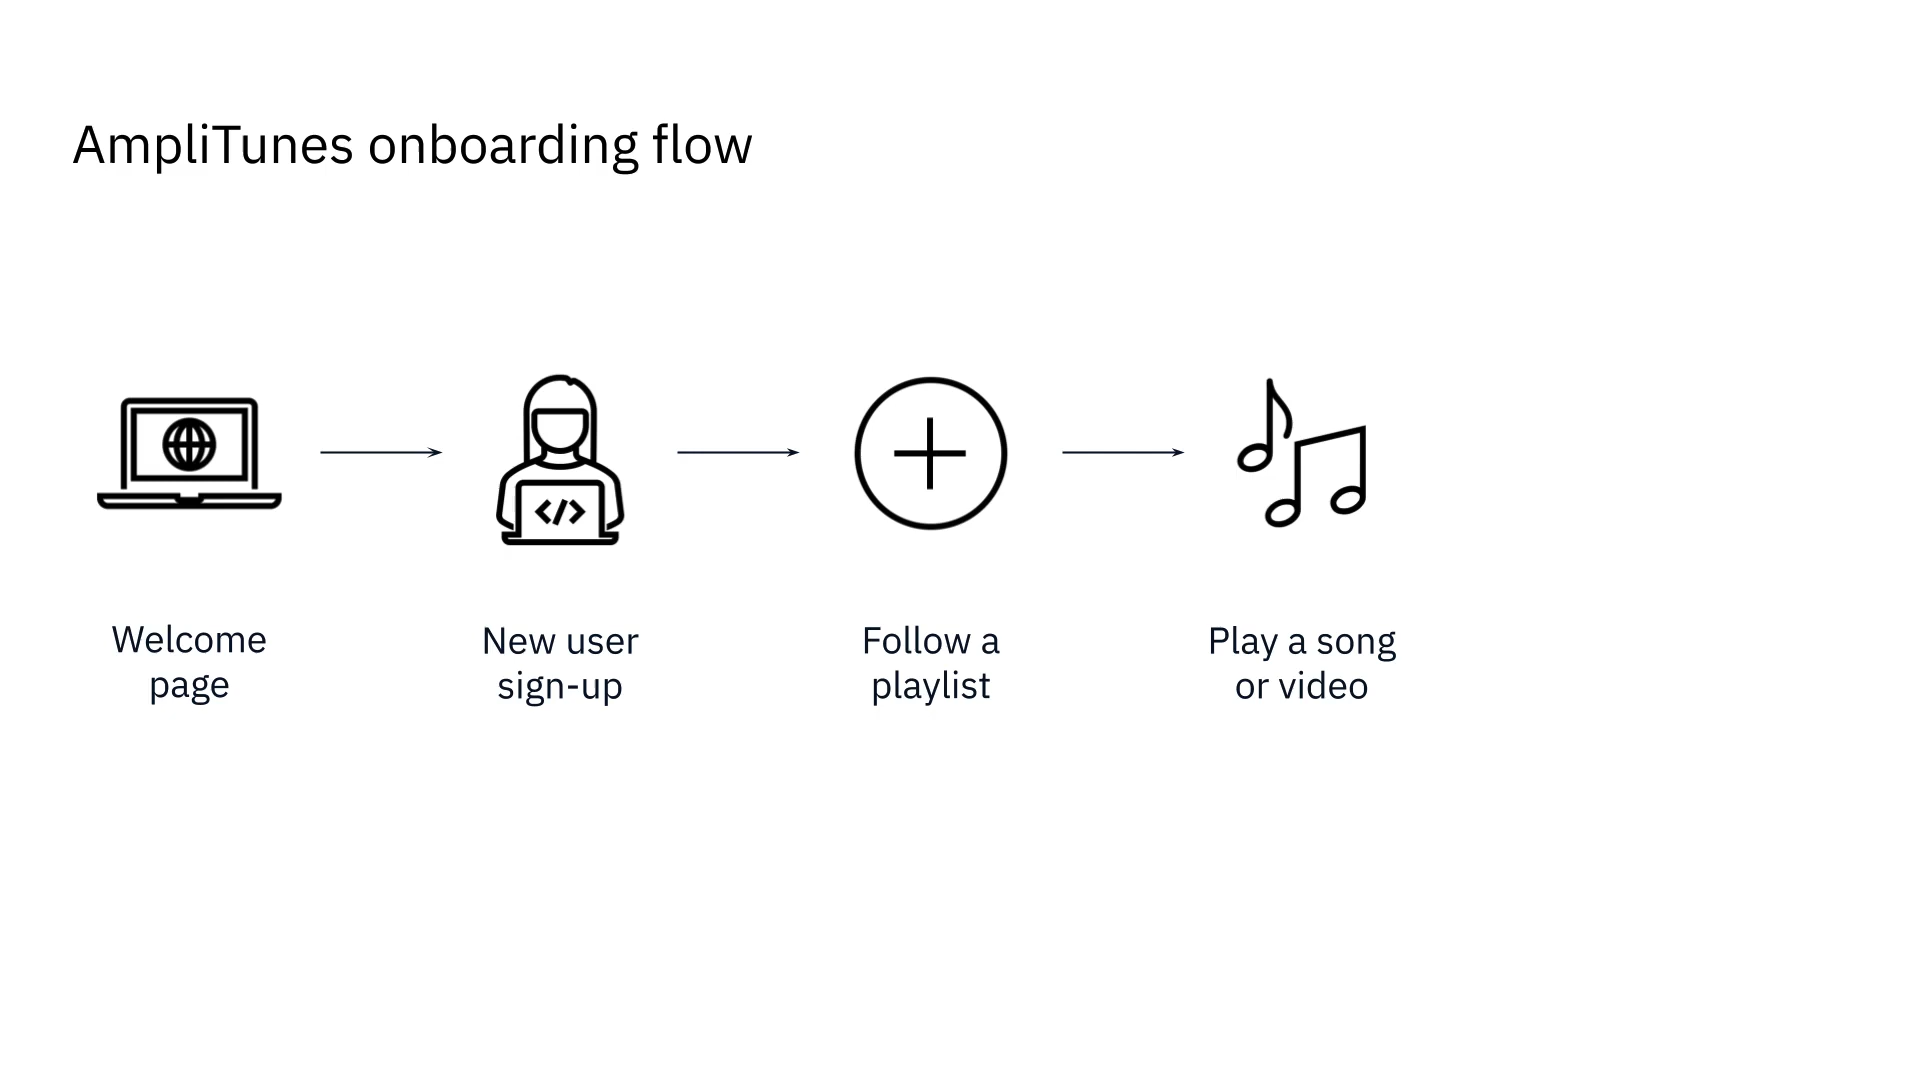 AmpliTunes onboarding flow
</>
Welcome
page
New user
sign-up
Follow a
playlist
Play a song
or video